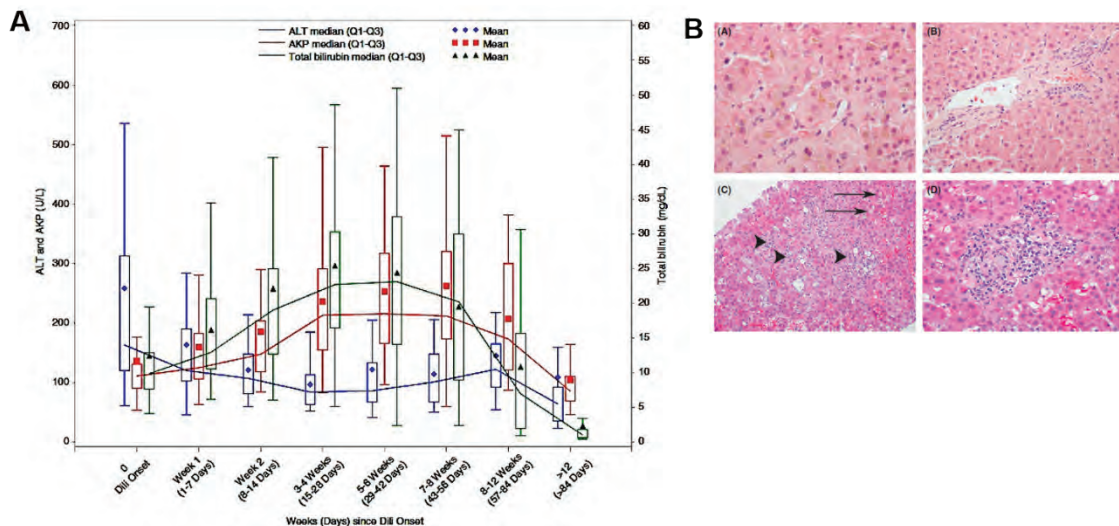 A
700
600
500
400
300
200
100
0
ALT and AKP (U/L)
ALT median (Q1-Q3)
AKP median (Q1-Q3)
Total bilirubin median (Q1-Q3)
Mean
Mean
Mean
60
55
50
45
40
35
30
25
20
15
10
5
0
Total bilirubin (mg/dL)
0
Dili Onset
Week 1
(1-7 Days)
Week 2
(8-14 Days)
3-4 Weeks
(15-28 Days)
5-6 Weeks
(29-42 Days)
7-8 Weeks
(43-56 Days)
8-12 Weeks
(57-84 Days)
>12
(>84 Days)
Weeks (Days) since Dili Onset
B
(A)
(B)
(C)
(D)